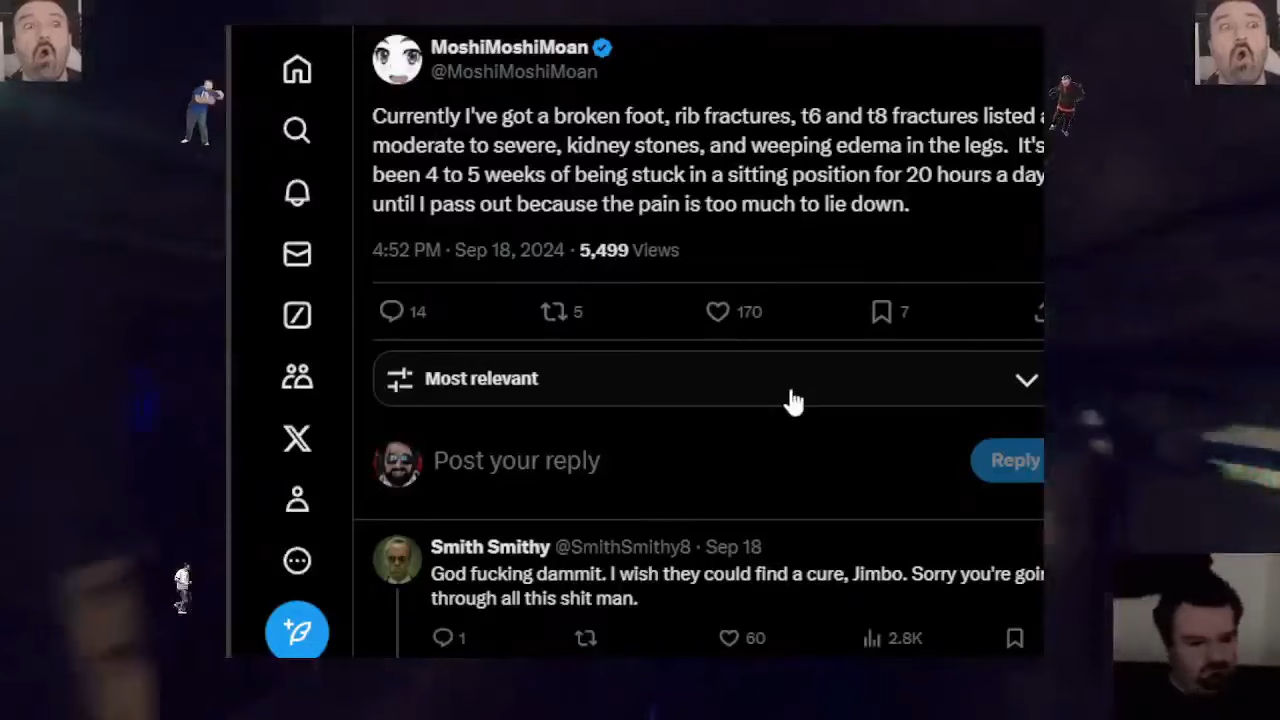 MoshiMoshiMoan
@MoshiMoshiMoan
Currently I've got a broken foot, rib fractures, t6 and t8 fractures listed
moderate to severe, kidney stones, and weeping edema in the legs.  It's
been 4 to 5 weeks of being stuck in a sitting position for 20 hours a day
until I pass out because the pain is too much to lie down.
4:52 PM · Sep 18, 2024 · 5,499 Views
14 5 170 7
Most relevant
Post your reply
Reply
Smith Smithy @SmithSmithy8 · Sep 18
God fucking dammit. I wish they could find a cure, Jimbo. Sorry you're
through all this shit man.
1 60 2.8K